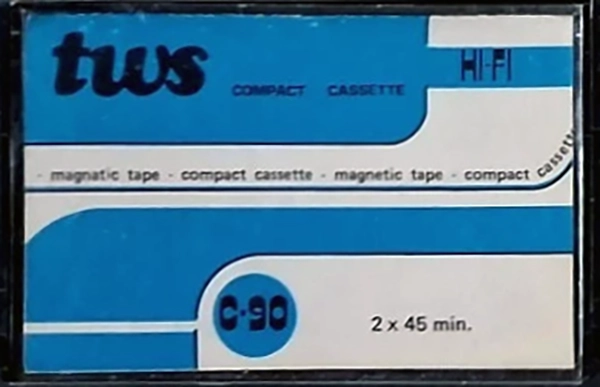 tws
COMPACT CASSETTE
HI-FI
- magnatic tape - compact cassette - magnetic tape - compact cassette
C-90
2 x 45 min.